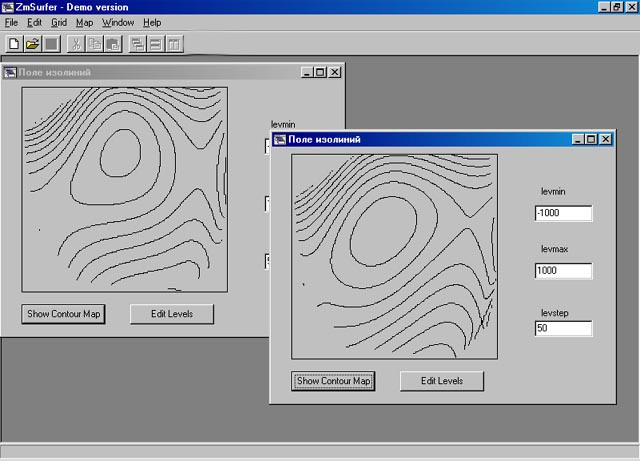 ZmSurfer - Demo version
File Edit Grid Map Window Help
Поле изолиний
levmin
Show Contour Map
Edit Levels
Поле изолиний
levmin
-1000
levmax
1000
levstep
50
Show Contour Map
Edit Levels